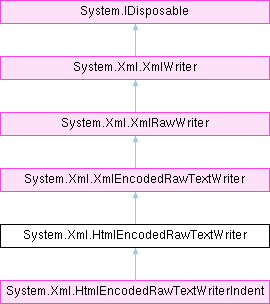 System.IDisposable
System.Xml.XmlWriter
System.Xml.XmlRawWriter
System.Xml.XmlEncodedRawTextWriter
System.Xml.HtmlEncodedRawTextWriter
System.Xml.HtmlEncodedRawTextWriterIndent